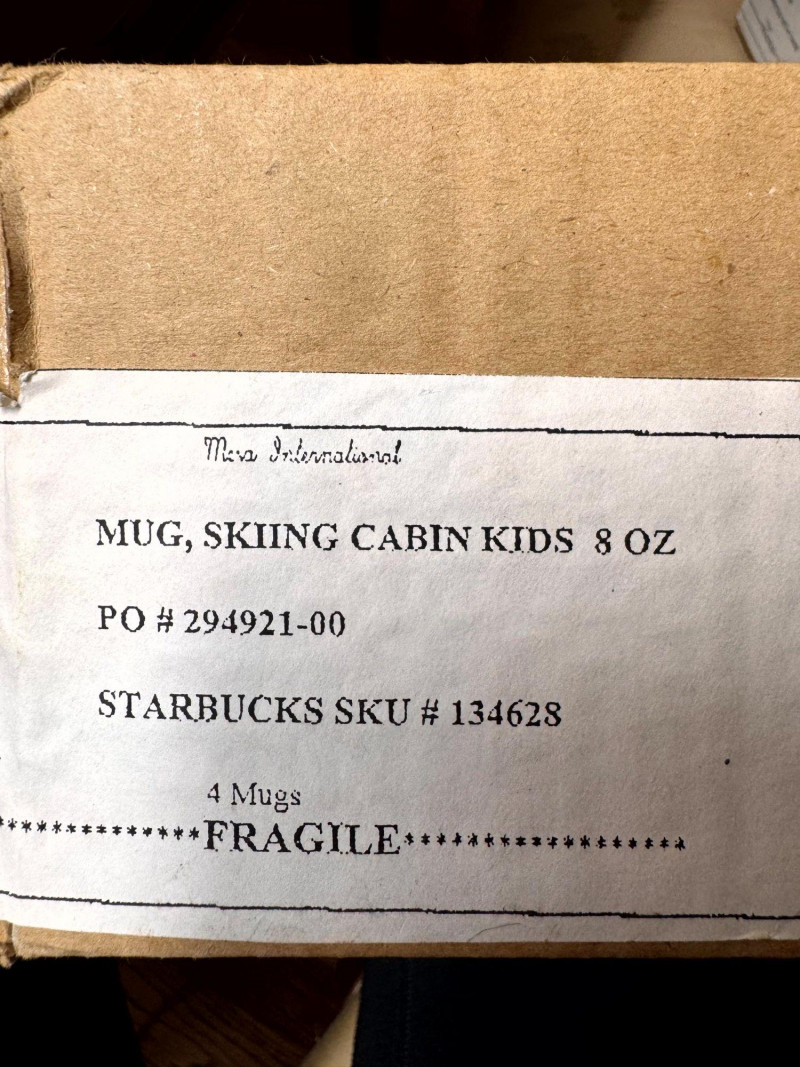 Mesa International
MUG, SKIING CABIN KIDS 8 OZ
PO # 294921-00
STARBUCKS SKU # 134628
4 Mugs
**************FRAGILE*******************